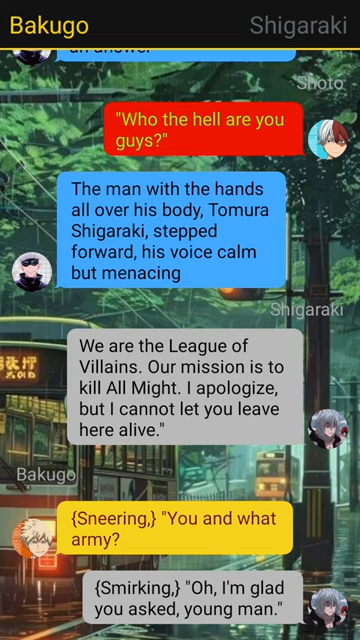 Bakugo Shigaraki
an answer
Shoto
"Who the hell are you
guys?"
The man with the hands
all over his body, Tomura
Shigaraki, stepped
forward, his voice calm
but menacing
Shigaraki
We are the League of
Villains. Our mission is to
kill All Might. I apologize,
but I cannot let you leave
here alive."
Bakugo
{Sneering,} "You and what
army?
{Smirking,} "Oh, I'm glad
you asked, young man."